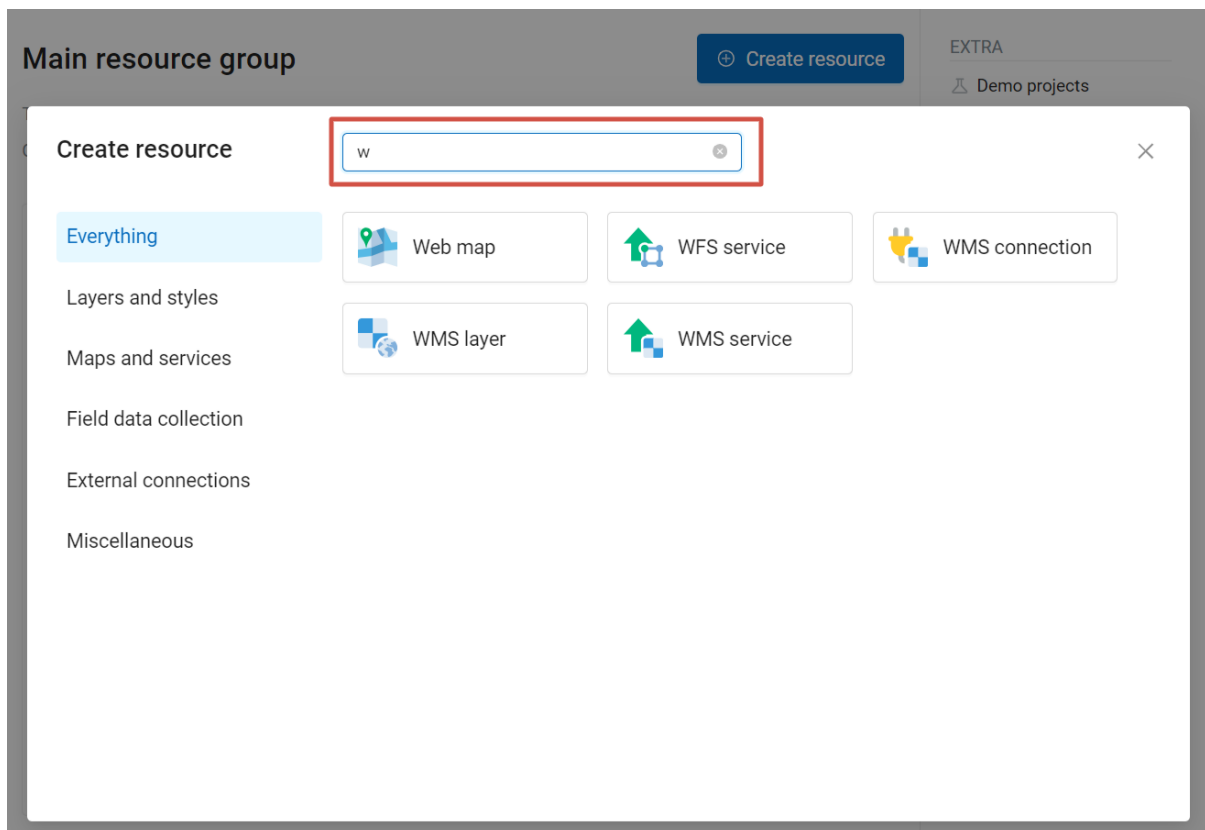 Main resource group
Create resource
EXTRA
Demo projects
Create resource
w
Everything
Layers and styles
Maps and services
Field data collection
External connections
Miscellaneous
Web map
WFS service
WMS connection
WMS layer
WMS service